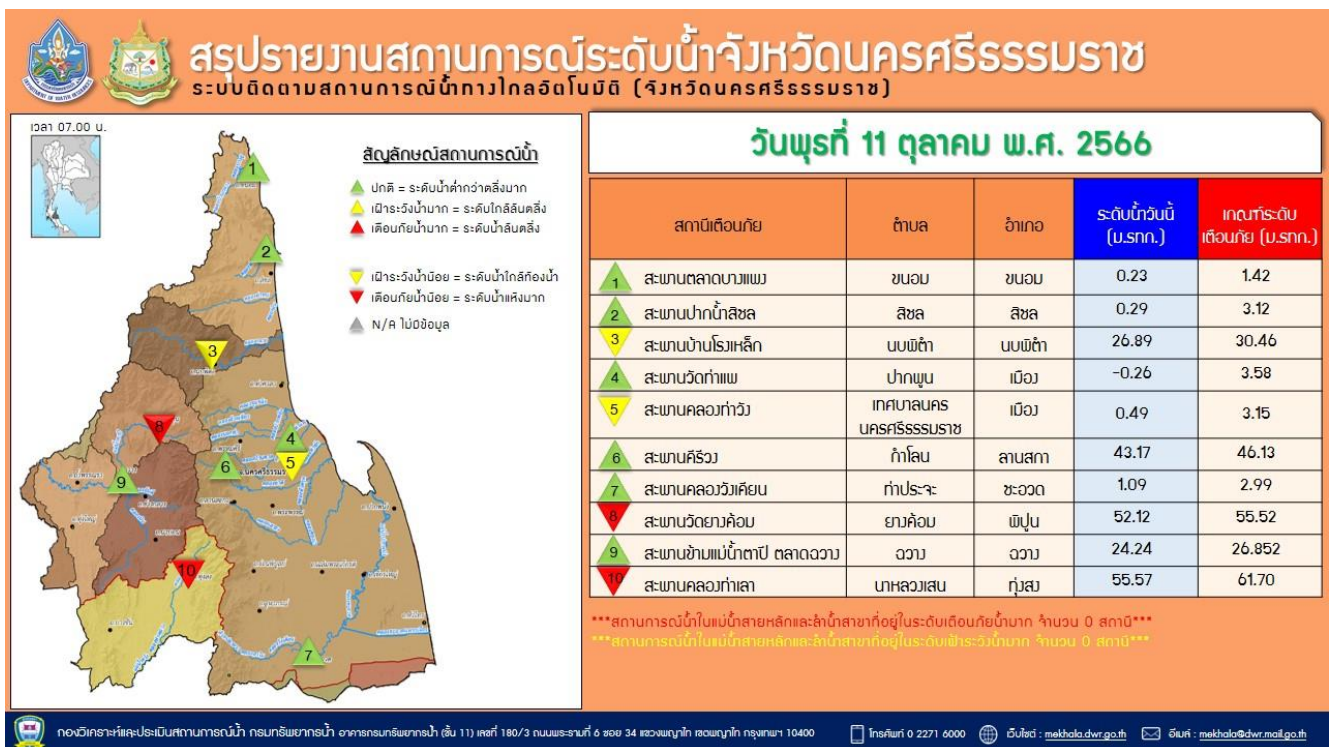 สรุปรายงานสถานการณ์ระดับน้ำจังหวัดนครศรีธรรมราช
ระบบติดตามสถานการณ์น้ำทางไกลอัตโนมัติ (จังหวัดนครศรีธรรมราช)
เวลา 07.00 น.
สัญลักษณ์สถานการณ์น้ำ
ปกติ = ระดับน้ำต่ำกว่าตลิ่งมาก
เฝ้าระวังน้ำมาก = ระดับใกล้ล้นตลิ่ง
เตือนภัยน้ำมาก = ระดับน้ำล้นตลิ่ง
เฝ้าระวังน้ำน้อย = ระดับน้ำใกล้ท้องน้ำ
เตือนภัยน้ำน้อย = ระดับน้ำแห้งมาก
N/A ไม่มีข้อมูล
1
2
3
4
5
6
7
8
9
10
วันพุธที่ 11 ตุลาคม พ.ศ. 2566
สถานีเตือนภัย ตำบล อำเภอ ระดับน้ำวันนี้ (ม.รทก.) เกณฑ์ระดับเตือนภัย (ม.รทก.)
1 สะพานตลาดบางแพง ขนอม ขนอม 0.23 1.42
2 สะพานปากน้ำสิชล สิชล สิชล 0.29 3.12
3 สะพานบ้านโรงเหล็ก นบพิตำ นบพิตำ 26.89 30.46
4 สะพานวัดท่าแพ ปากพูน เมือง -0.26 3.58
5 สะพานคลองท่าวัง เทศบาลนครนครศรีธรรมราช เมือง 0.49 3.15
6 สะพานคีรีวง กำโลน ลานสกา 43.17 46.13
7 สะพานคลองวังเคียน ท่าประจะ ชะอวด 1.09 2.99
8 สะพานวัดยางค้อม ยางค้อม พิปูน 52.12 55.52
9 สะพานข้ามแม่น้ำตาปี ตลาดฉวาง ฉวาง ฉวาง 24.24 26.852
10 สะพานคลองท่าเลา นาหลวงเสน ทุ่งสง 55.57 61.70
***สถานการณ์น้ำในแม่น้ำสายหลักและลำน้ำสาขาที่อยู่ในระดับเตือนภัยน้ำมาก จำนวน 0 สถานี***
***สถานการณ์น้ำในแม่น้ำสายหลักและลำน้ำสาขาที่อยู่ในระดับเฝ้าระวังน้ำมาก จำนวน 0 สถานี***
กองวิเคราะห์และประเมินสถานการณ์น้ำ กรมทรัพยากรน้ำ อาคารกรมทรัพยากรน้ำ (ชั้น 11) เลขที่ 180/3 ถนนพระรามที่ 6 ซอย 34 แขวงพญาไท เขตพญาไท กรุงเทพฯ 10400 โทรศัพท์ 0 2271 6000 เว็บไซต์ : mekhala.dwr.go.th อีเมล์ : mekhala@dwr.mail.go.th